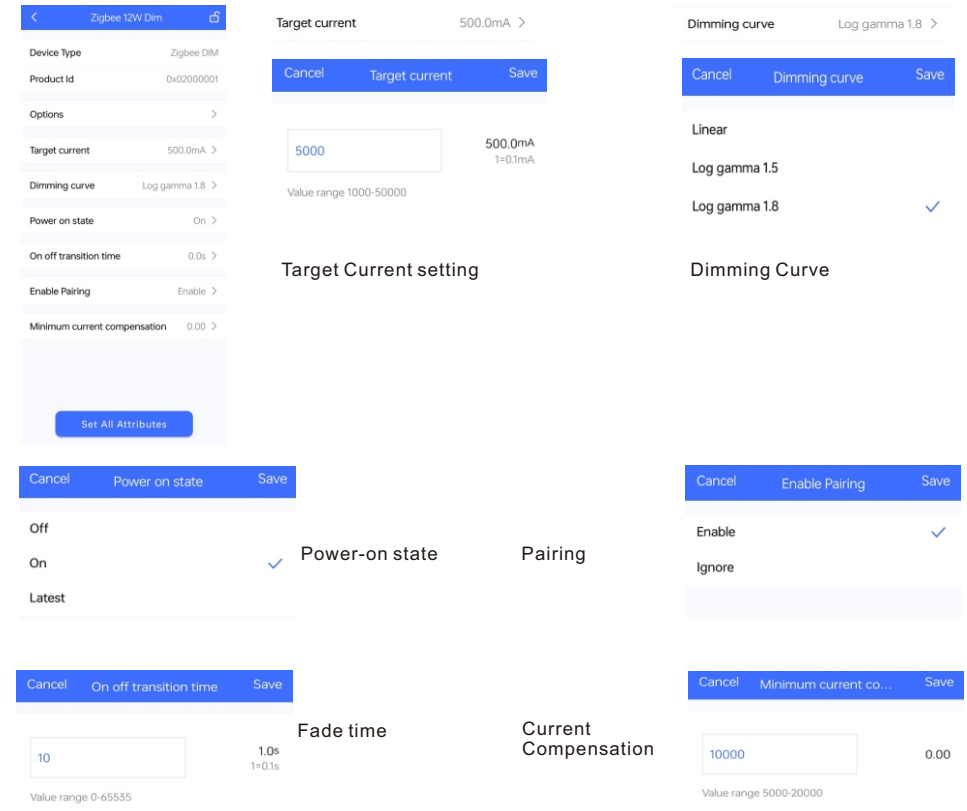 Zigbee 12W Dim
Device Type Zigbee DIM
Product Id 0x02000001
Options
Target current 500.0mA
Dimming curve Log gamma 1.8
Power on state On
On off transition time 0.0s
Enable Pairing Enable
Minimum current compensation 0.00
Set All Attributes
Target current 500.0mA
Cancel Target current Save
5000 500.0mA
1=0.1mA
Value range 1000-50000
Target Current setting
Dimming curve Log gamma 1.8
Cancel Dimming curve Save
Linear
Log gamma 1.5
Log gamma 1.8
Dimming Curve
Cancel Power on state Save
Off
On
Latest
Power-on state
Pairing
Cancel Enable Pairing Save
Enable
Ignore
Cancel On off transition time Save
10 1.0s
1=0.1s
Value range 0-65535
Fade time
Current
Compensation
Cancel Minimum current co... Save
10000 0.00
Value range 5000-20000